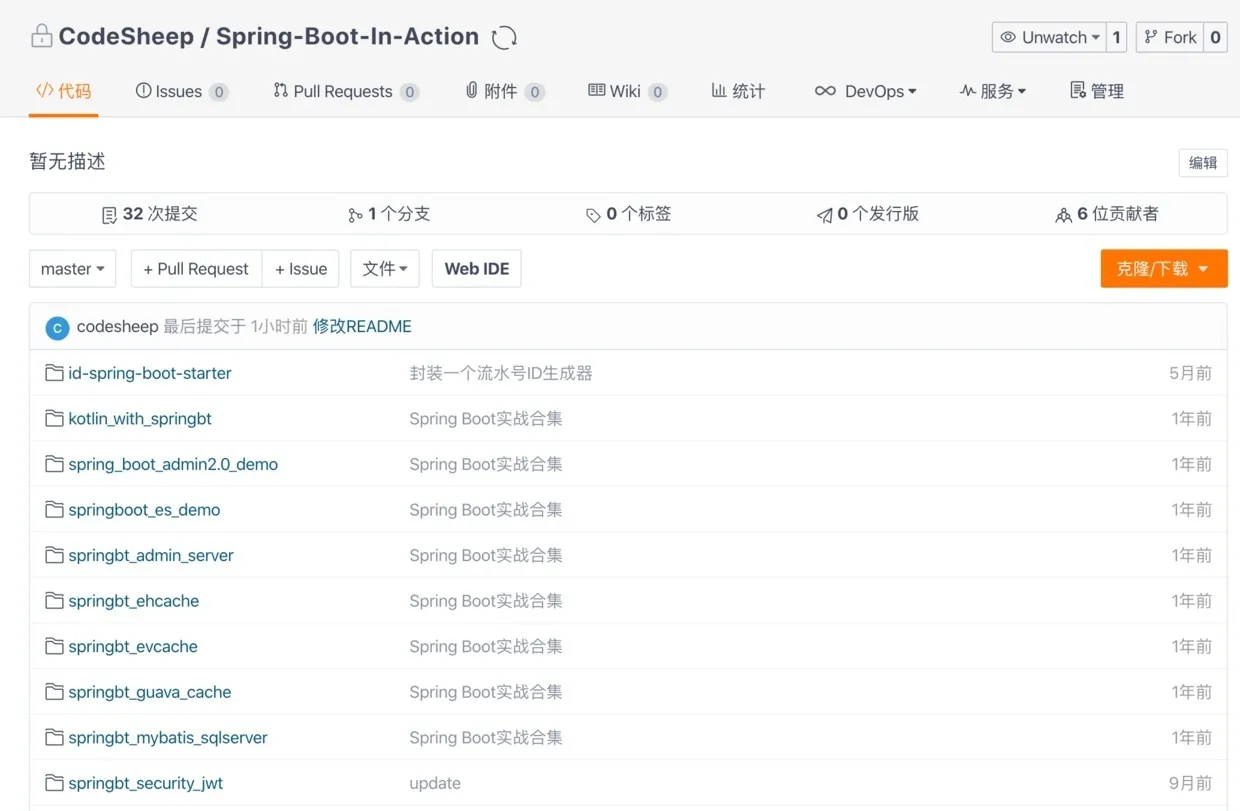 CodeSheep / Spring-Boot-In-Action Unwatch 1 Fork 0
代码 Issues 0 Pull Requests 0 附件 0 Wiki 0 统计 DevOps 服务 管理
暂无描述 编辑
32 次提交 1 个分支 0 个标签 0 个发行版 6 位贡献者
master + Pull Request + Issue 文件 Web IDE 克隆/下载
C codesheep 最后提交于 1小时前 修改README
id-spring-boot-starter 封装一个流水号ID生成器 5月前
kotlin_with_springbt Spring Boot实战合集 1年前
spring_boot_admin2.0_demo Spring Boot实战合集 1年前
springboot_es_demo Spring Boot实战合集 1年前
springbt_admin_server Spring Boot实战合集 1年前
springbt_ehcache Spring Boot实战合集 1年前
springbt_evcache Spring Boot实战合集 1年前
springbt_guava_cache Spring Boot实战合集 1年前
springbt_mybatis_sqlserver Spring Boot实战合集 1年前
springbt_security_jwt update 9月前